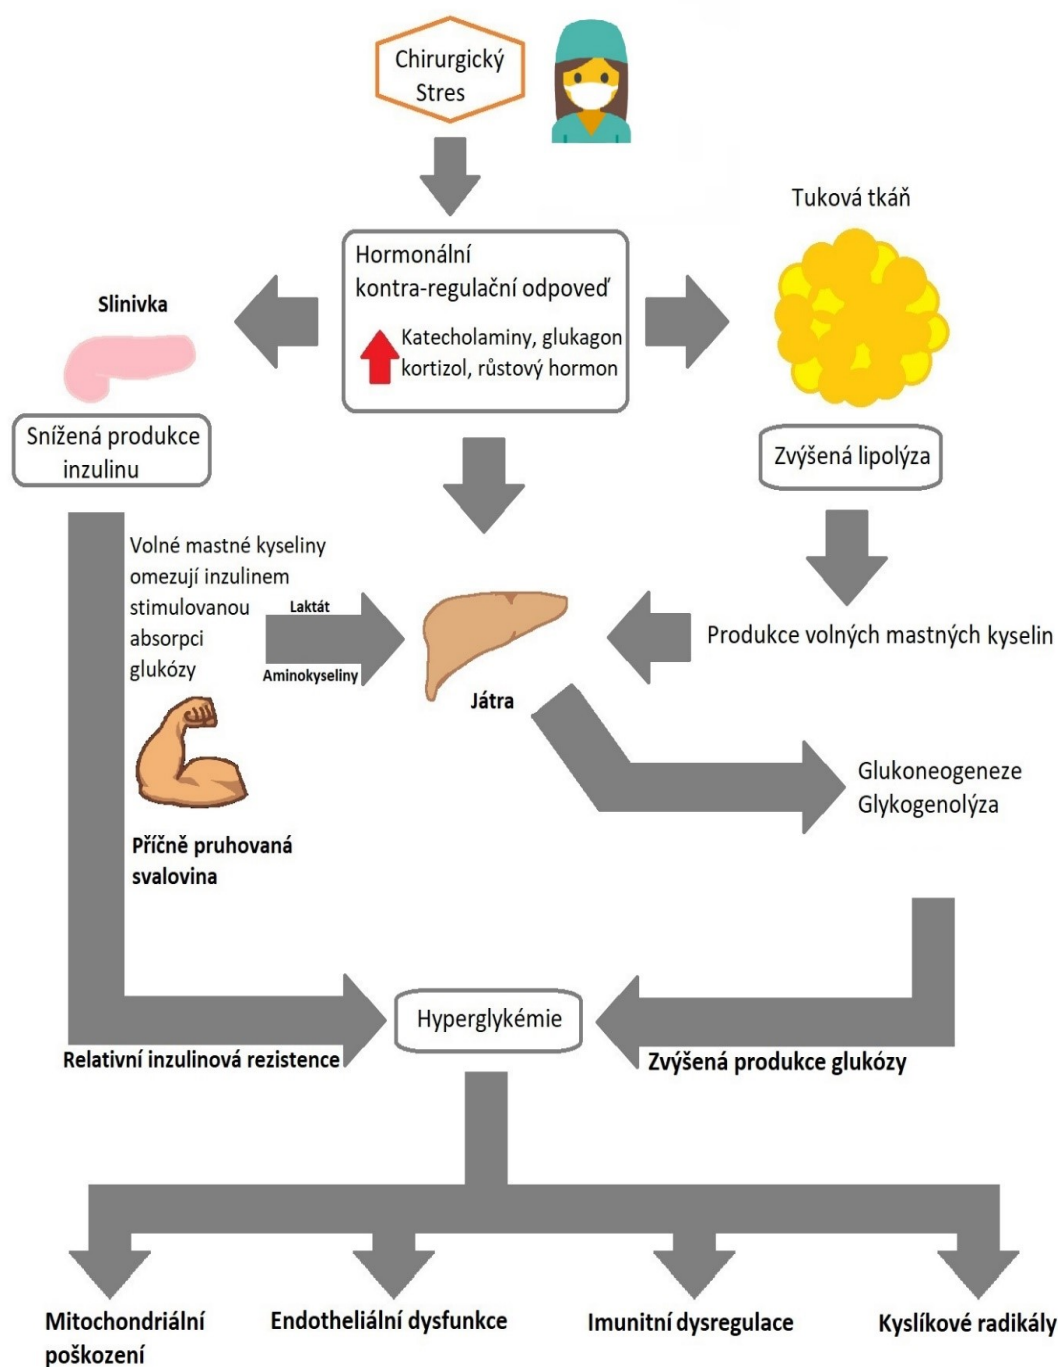 Chirurgický
Stres
Tuková tkáň
Hormonální
kontra-regulační odpoveď
Katecholaminy, glukagon
kortizol, růstový hormon
Slinivka
Snížená produkce
inzulinu
Zvýšená lipolýza
Volné mastné kyseliny
omezují inzulinem
stimulovanou
absorpci
glukózy
Laktát
Aminokyseliny
Játra
Produkce volných mastných kyselin
Příčně pruhovaná
svalovina
Glukoneogeneze
Glykogenolýza
Hyperglykémie
Relativní inzulinová rezistence
Zvýšená produkce glukózy
Mitochondriální
poškození
Endotheliální dysfunkce
Imunitní dysregulace
Kyslíkové radikály